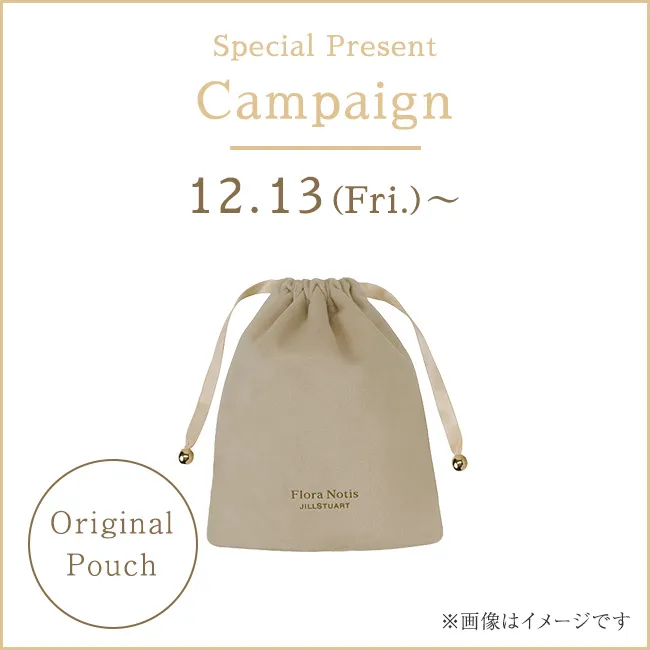 Special Present
Campaign
12.13(Fri.)～
Flora Notis
JILLSTUART
Original
Pouch
※画像はイメージです